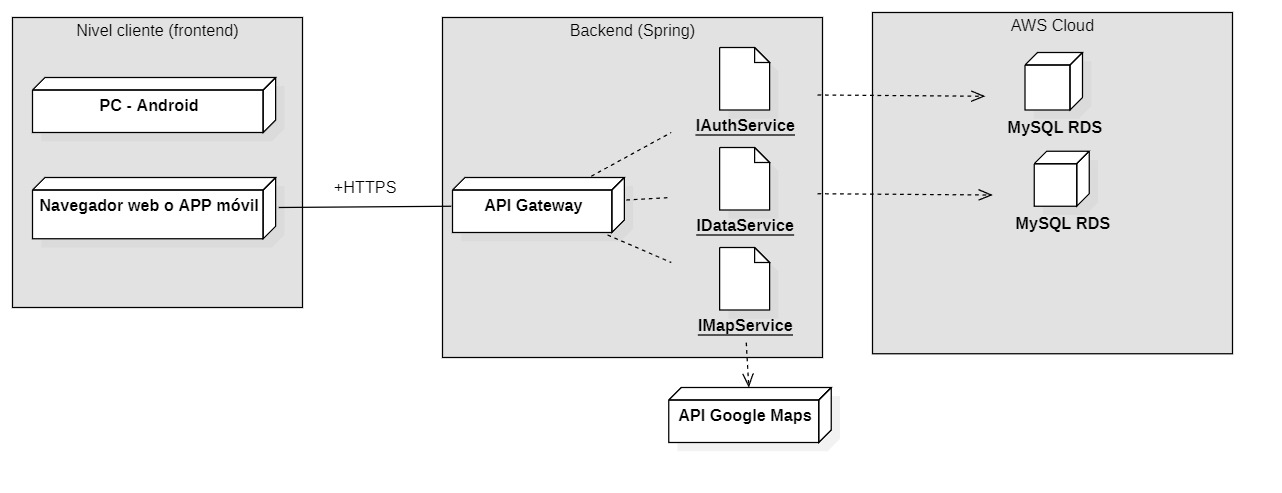 Nivel cliente (frontend)
PC - Android
Navegador web o APP móvil
+HTTPS
Backend (Spring)
API Gateway
IAuthService
IDataService
IMapService
API Google Maps
AWS Cloud
MySQL RDS
MySQL RDS